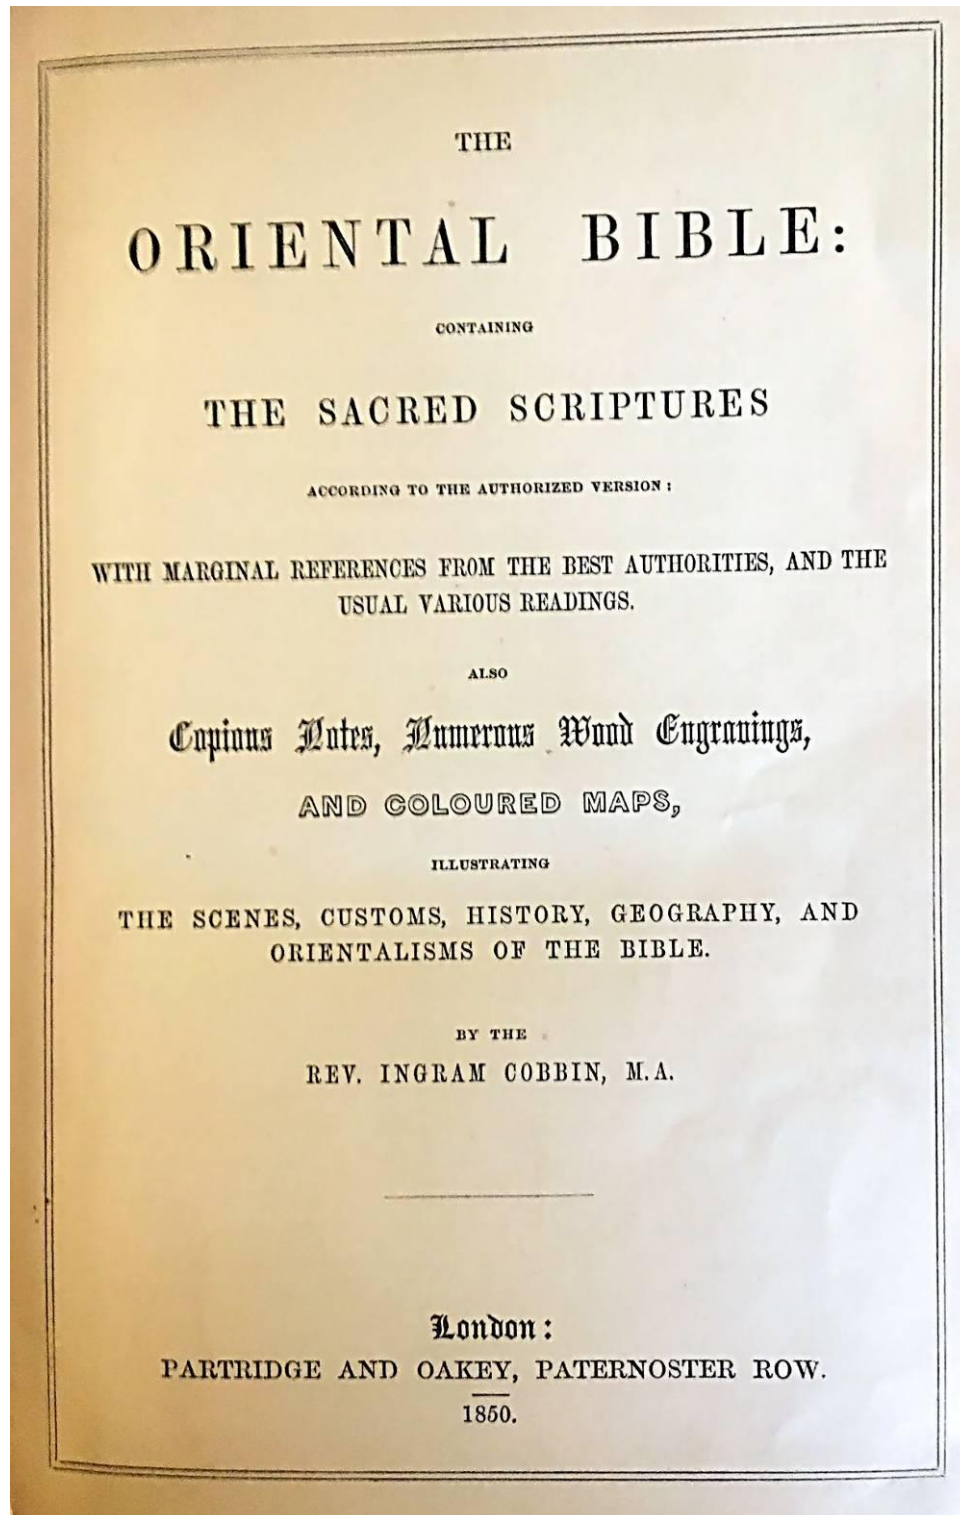 THE
ORIENTAL BIBLE:
CONTAINING
THE SACRED SCRIPTURES
ACCORDING TO THE AUTHORIZED VERSION:
WITH MARGINAL REFERENCES FROM THE BEST AUTHORITIES, AND THE
USUAL VARIOUS READINGS.
ALSO
Copious Notes, Numerous Wood Engravings,
AND COLOURED MAPS,
ILLUSTRATING
THE SCENES, CUSTOMS, HISTORY, GEOGRAPHY, AND
ORIENTALISMS OF THE BIBLE.
BY THE
REV. INGRAM COBBIN, M.A.
London:
PARTRIDGE AND OAKEY, PATERNOSTER ROW.
1850.